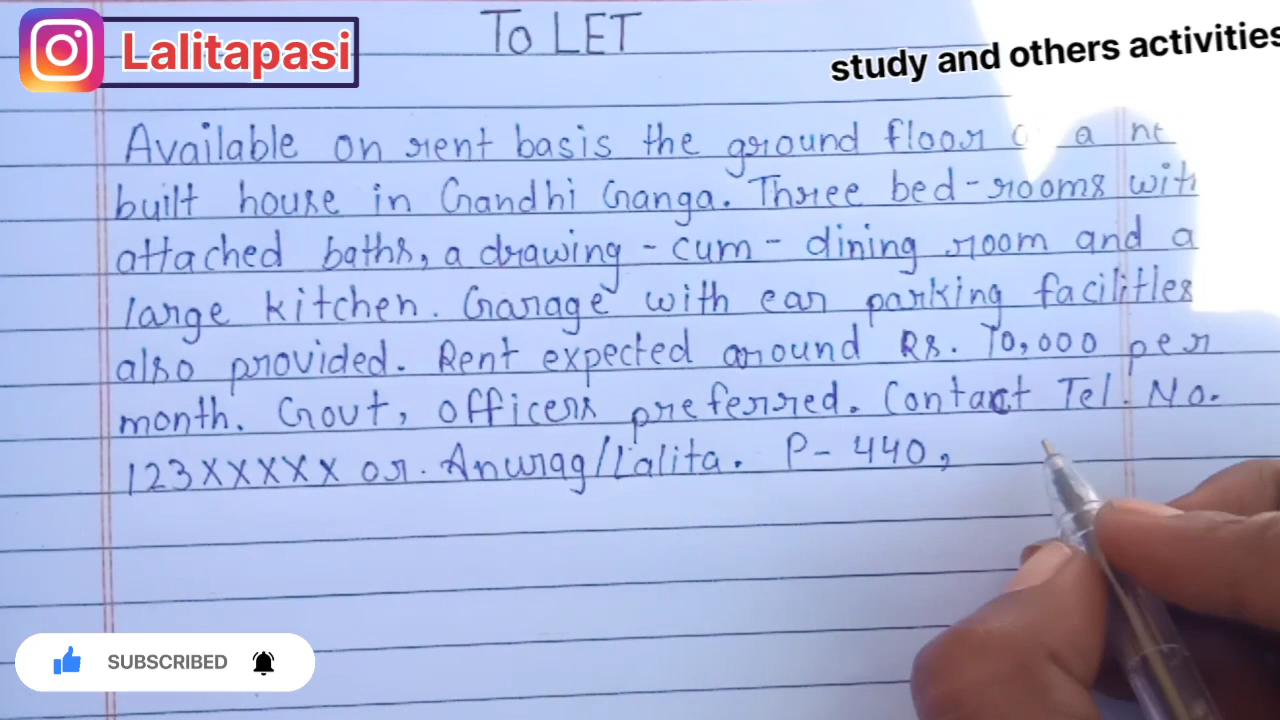 Lalitapasi
To LET
study and others activities
Available on rent basis the ground floor a
built house in Gandhi Ganga. Three bed-rooms with
attached baths, a drawing - cum - dining room and a
large kitchen. Garage with car parking facilities
also provided. Rent expected around Rs. 10,000 per
month. Govt, officers preferred. Contact Tel. No.
123XXXXX or. Anurag/Lalita. P- 440,
SUBSCRIBED